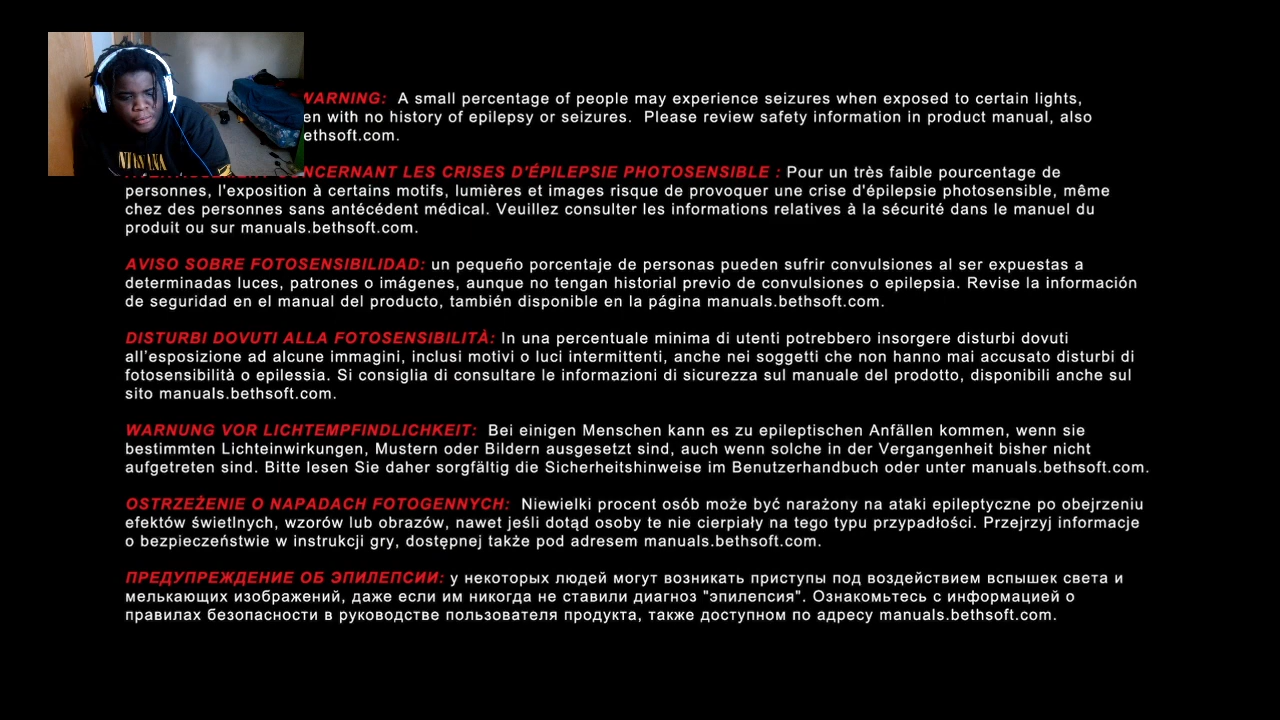 WARNING: A small percentage of people may experience seizures when exposed to certain lights,
with no history of epilepsy or seizures. Please review safety information in product manual, also
NIRVANA
CONCERNANT LES CRISES D'ÉPILEPSIE PHOTOSENSIBLE : Pour un très faible pourcentage de
personnes, l'exposition à certains motifs, lumières et images risque de provoquer une crise d'épilepsie photosensible, même
chez des personnes sans antécédent médical. Veuillez consulter les informations relatives à la sécurité dans le manuel du
produit ou sur manuals.bethsoft.com.
AVISO SOBRE FOTOSENSIBILIDAD: un pequeño porcentaje de personas pueden sufrir convulsiones al ser expuestas a
determinadas luces, patrones o imágenes, aunque no tengan historial previo de convulsiones o epilepsia. Revise la información
de seguridad en el manual del producto, también disponible en la página manuals.bethsoft.com.
DISTURBI DOVUTI ALLA FOTOSENSIBILITÀ: In una percentuale minima di utenti potrebbero insorgere disturbi dovuti
all'esposizione ad alcune immagini, inclusi motivi o luci intermittenti, anche nei soggetti che non hanno mai accusato disturbi di
fotosensibilità o epilessia. Si consiglia di consultare le informazioni di sicurezza sul manuale del prodotto, disponibili anche sul
sito manuals.bethsoft.com.
WARNUNG VOR LICHTEMPFINDLICHKEIT: Bei einigen Menschen kann es zu epileptischen Anfällen kommen, wenn sie
bestimmten Lichteinwirkungen, Mustern oder Bildern ausgesetzt sind, auch wenn solche in der Vergangenheit bisher nicht
aufgetreten sind. Bitte lesen Sie daher sorgfältig die Sicherheitshinweise im Benutzerhandbuch oder unter manuals.bethsoft.com.
OSTRZEŻENIE O NAPADACH FOTOGENNYCH: Niewielki procent osób może być narażony na ataki epileptyczne po obejrzeniu
efektów świetlnych, wzorów lub obrazów, nawet jeśli dotąd osoby te nie cierpiały na tego typu przypadłości. Przejrzyj informacje
o bezpieczeństwie w instrukcji gry, dostępnej także pod adresem manuals.bethsoft.com.
ПРЕДУПРЕЖДЕНИЕ ОБ ЭПИЛЕПСИИ: у некоторых людей могут возникать приступы под воздействием вспышек света и
мелькающих изображений, даже если им никогда не ставили диагноз "эпилепсия". Ознакомьтесь с информацией о
правилах безопасности в руководстве пользователя продукта, также доступном по адресу manuals.bethsoft.com.